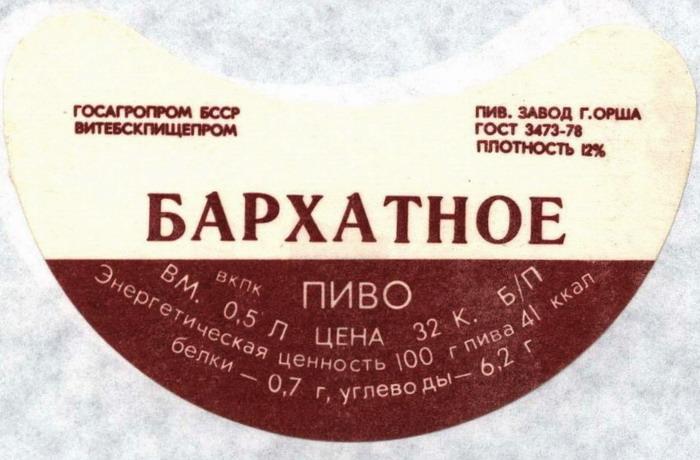 ГОСАГРОПРОМ БССР
ВИТЕБСКПИЩЕПРОМ
ПИВ. ЗАВОД Г.ОРША
ГОСТ 3473-78
ПЛОТНОСТЬ 12%
БАРХАТНОЕ
ВКПК
ПИВО
ВМ. 0,5 Л ЦЕНА 32 К. Б/П
Энергетическая ценность 100 г пива 41 ккал
белки — 0,7 г, углеводы — 6,2 г